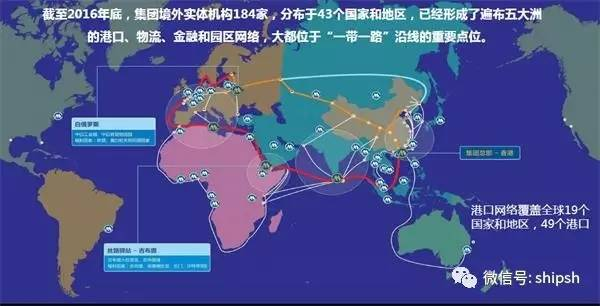 截至2016年底，集团境外实体机构184家，分布于43个国家和地区，已经形成了遍布五大洲
的港口、物流、金融和园区网络，大都位于“一带一路”沿线的重要点位。
白俄罗斯
集团总部－香港
丝路驿站－吉布提
港口网络覆盖全球19个
国家和地区，49个港口
微信号: shipsh